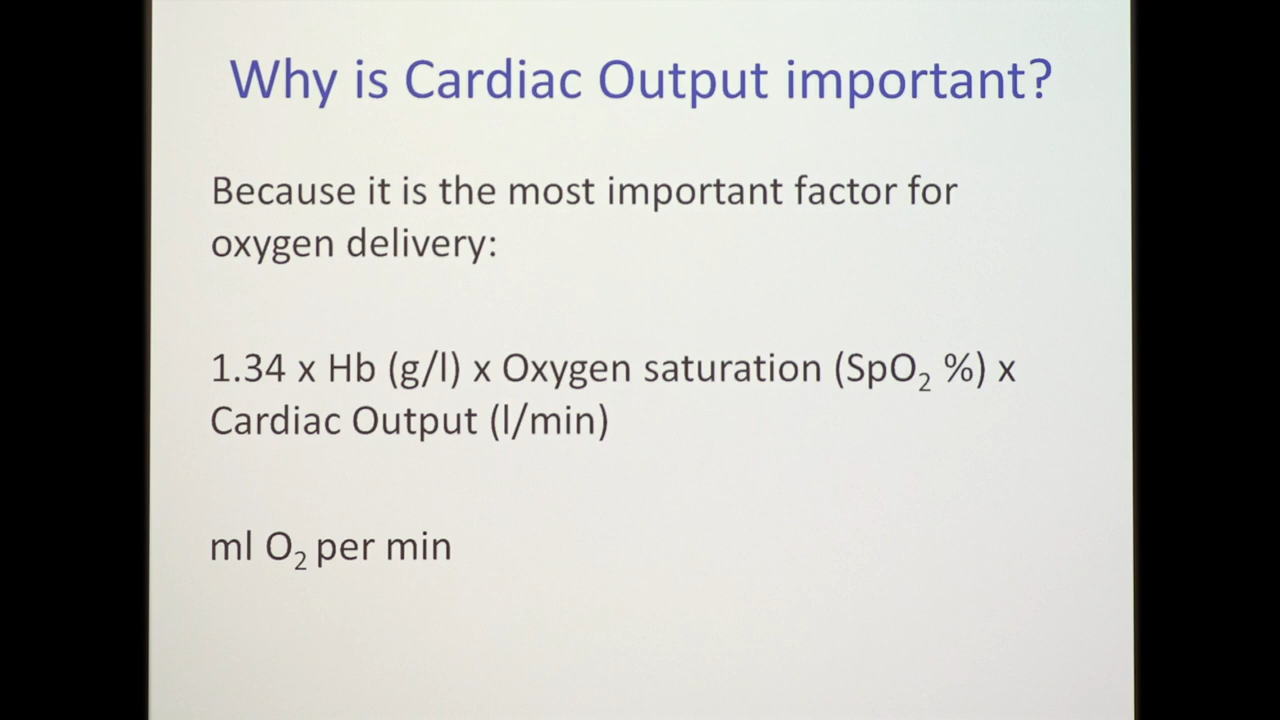 Why is Cardiac Output important?
Because it is the most important factor for
oxygen delivery:
1.34 x Hb (g/l) x Oxygen saturation (SpO₂ %) x
Cardiac Output (l/min)
ml O₂ per min